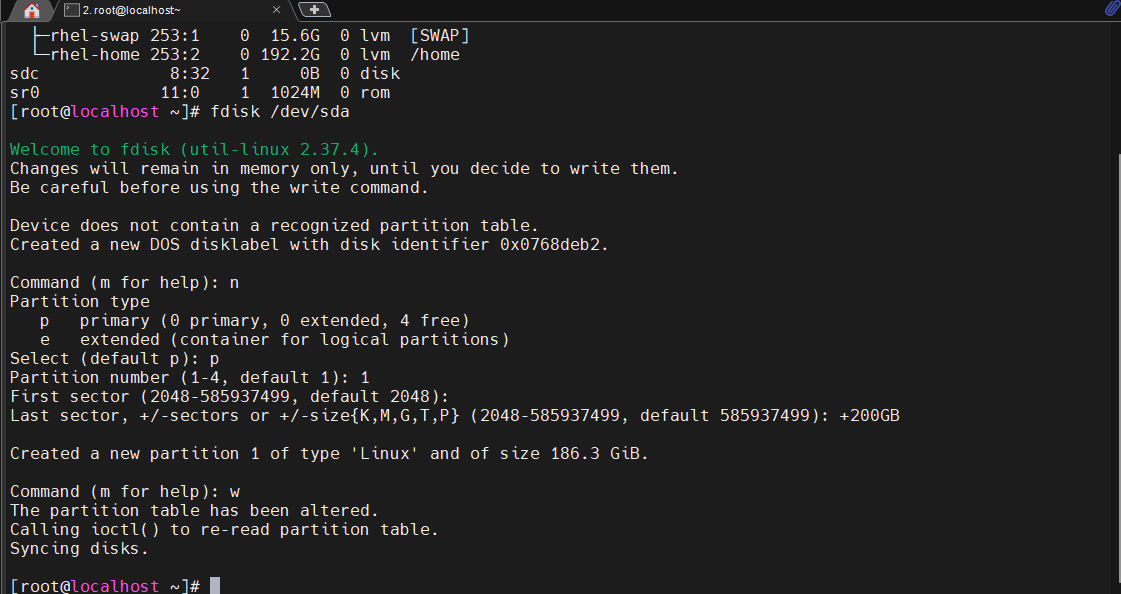 2. root@localhost~
├─rhel-swap 253:1    0  15.6G  0 lvm  [SWAP]
└─rhel-home 253:2    0 192.2G  0 lvm  /home
sdc             8:32   1     0B  0 disk
sr0            11:0    1  1024M  0 rom
[root@localhost ~]# fdisk /dev/sda
Welcome to fdisk (util-linux 2.37.4).
Changes will remain in memory only, until you decide to write them.
Be careful before using the write command.
Device does not contain a recognized partition table.
Created a new DOS disklabel with disk identifier 0x0768deb2.
Command (m for help): n
Partition type
   p   primary (0 primary, 0 extended, 4 free)
   e   extended (container for logical partitions)
Select (default p): p
Partition number (1-4, default 1): 1
First sector (2048-585937499, default 2048):
Last sector, +/-sectors or +/-size{K,M,G,T,P} (2048-585937499, default 585937499): +200GB
Created a new partition 1 of type 'Linux' and of size 186.3 GiB.
Command (m for help): w
The partition table has been altered.
Calling ioctl() to re-read partition table.
Syncing disks.
[root@localhost ~]#